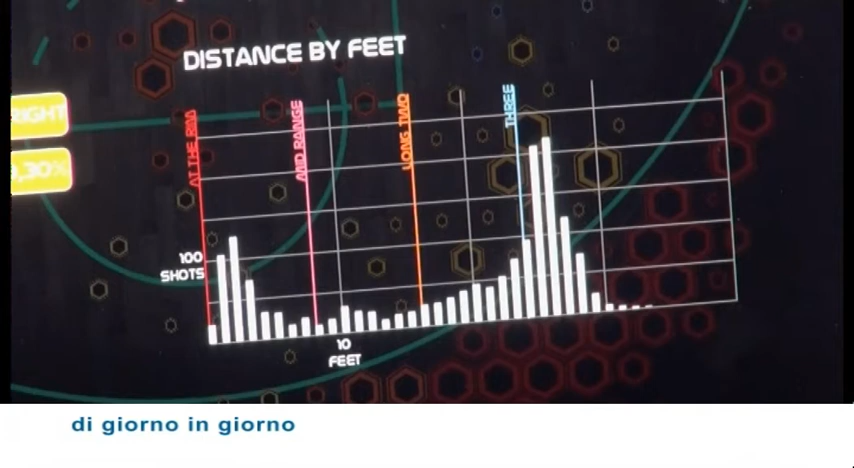 DISTANCE BY FEET
RIGHT
,30%
AT THE RIM
MID RANGE
LONG TWO
THREE
100
SHOTS
10
FEET
di giorno in giorno